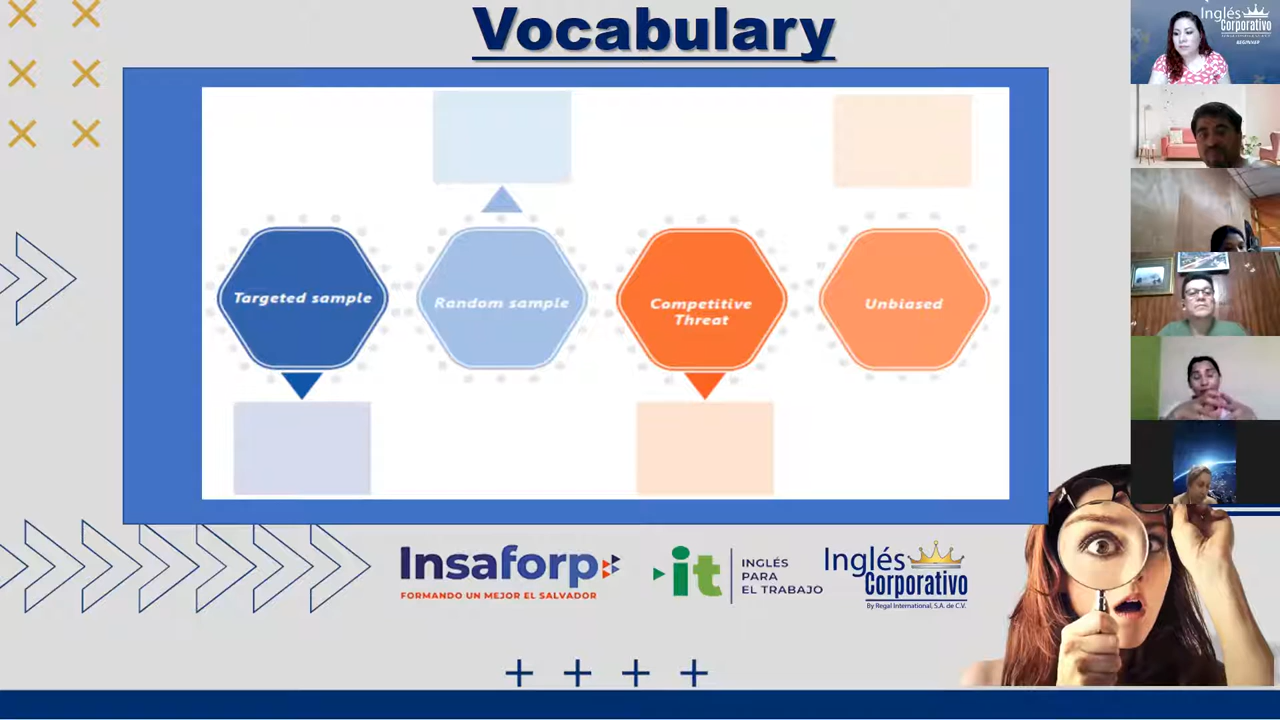 Vocabulary
Targeted sample
Random sample
Competitive
Threat
Unbiased
Insaforp
FORMANDO UN MEJOR EL SALVADOR
it
INGLÉS
PARA
EL TRABAJO
Inglés
Corporativo
By Regal International, S.A. de C.V.
Inglés
Corporativo